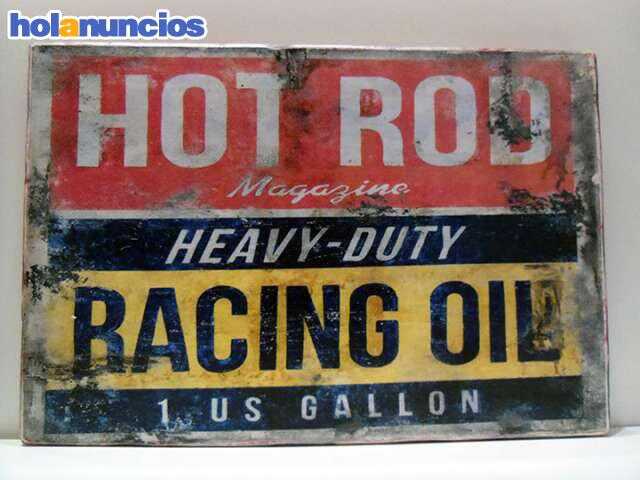 holanuncios
HOT ROD
Magazine
HEAVY-DUTY
RACING OIL
1 US GALLON